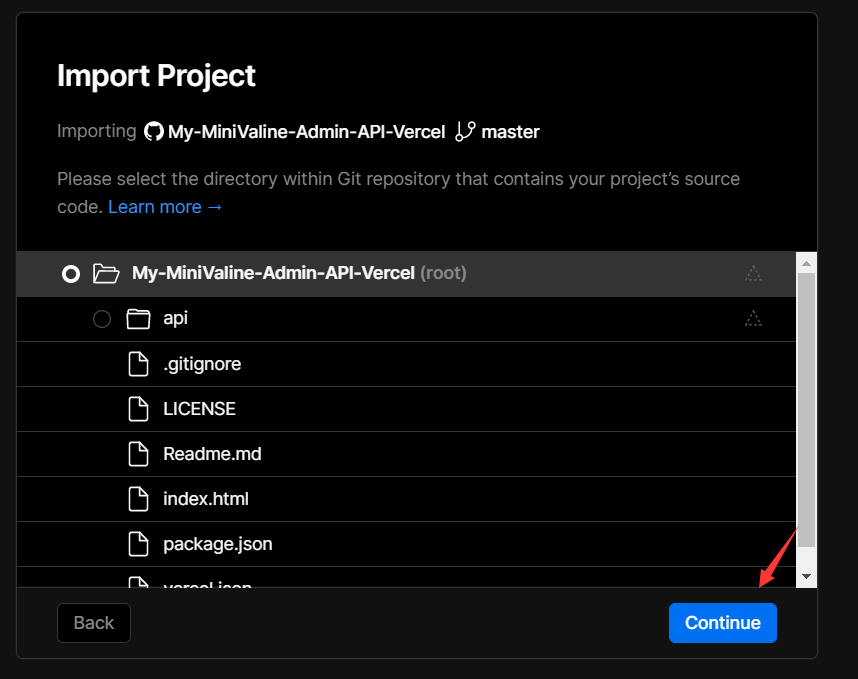 Import Project
Importing My-MiniValine-Admin-API-Vercel master
Please select the directory within Git repository that contains your project's source
code. Learn more →
My-MiniValine-Admin-API-Vercel (root)
api
.gitignore
LICENSE
Readme.md
index.html
package.json
vercel.json
Back
Continue